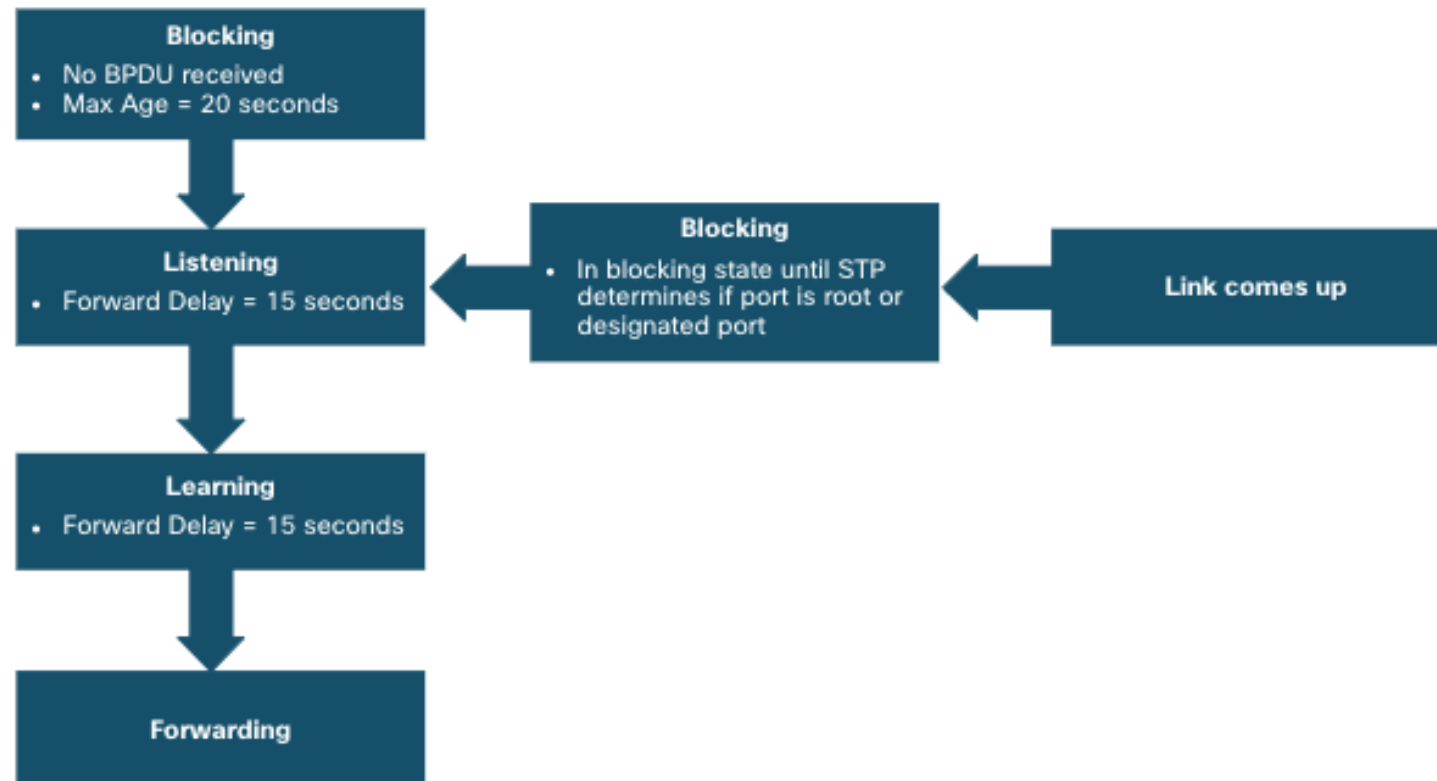 Blocking
• No BPDU received
• Max Age = 20 seconds
Listening
• Forward Delay = 15 seconds
Blocking
• In blocking state until STP
determines if port is root or
designated port
Link comes up
Learning
• Forward Delay = 15 seconds
Forwarding